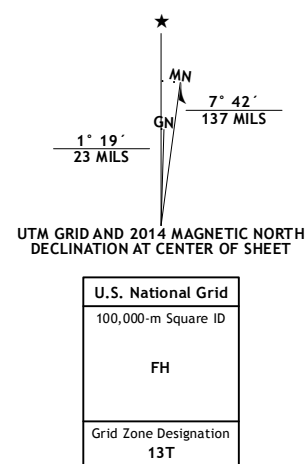 ★
MN
GN
7° 42´
137 MILS
1° 19´
23 MILS
UTM GRID AND 2014 MAGNETIC NORTH
DECLINATION AT CENTER OF SHEET
U.S. National Grid
100,000-m Square ID
FH
Grid Zone Designation
13T